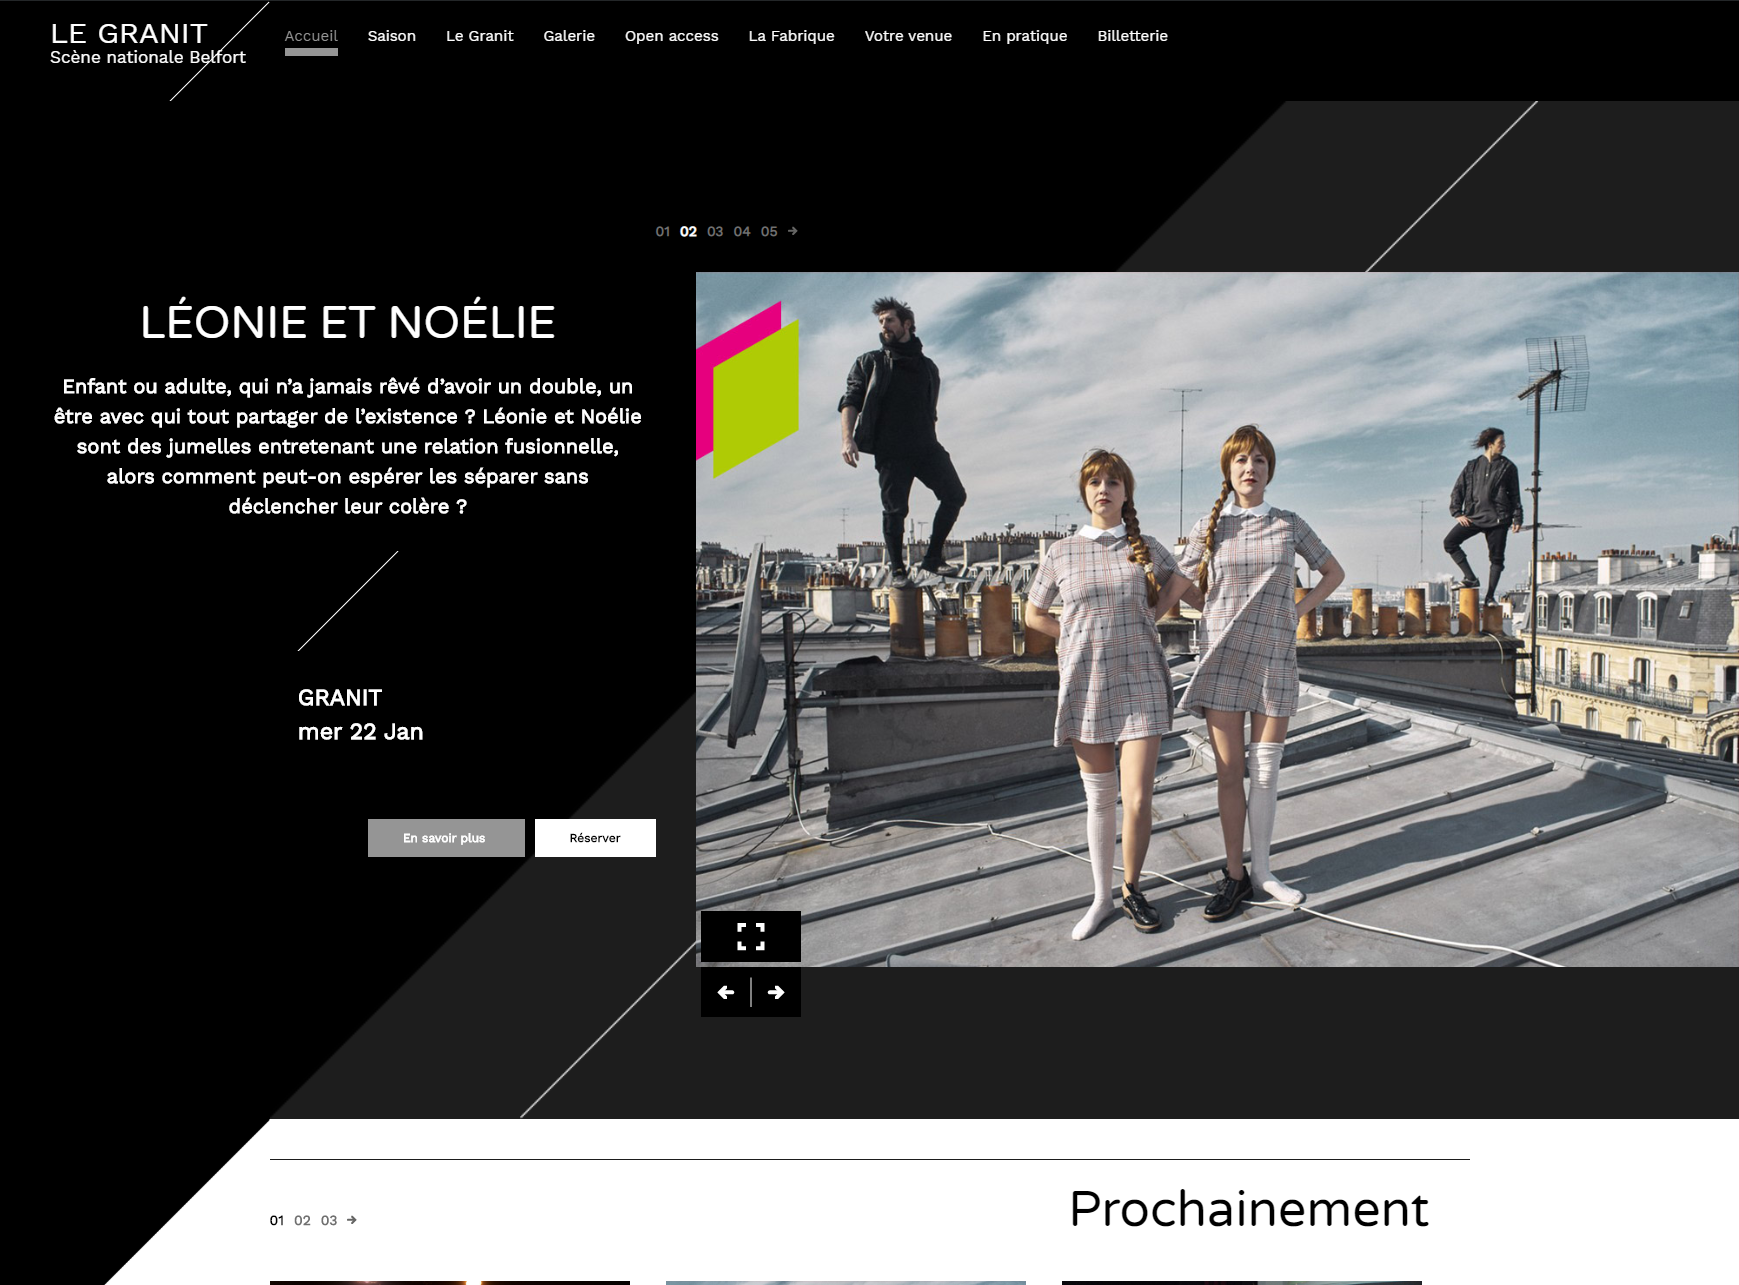 LE GRANIT
Scène nationale Belfort
Accueil Saison Le Granit Galerie Open access La Fabrique Votre venue En pratique Billetterie
01 02 03 04 05
LÉONIE ET NOÉLIE
Enfant ou adulte, qui n’a jamais rêvé d’avoir un double, un
être avec qui tout partager de l’existence ? Léonie et Noélie
sont des jumelles entretenant une relation fusionnelle,
alors comment peut-on espérer les séparer sans
déclencher leur colère ?
GRANIT
mer 22 Jan
En savoir plus Réserver
Prochainement
01 02 03